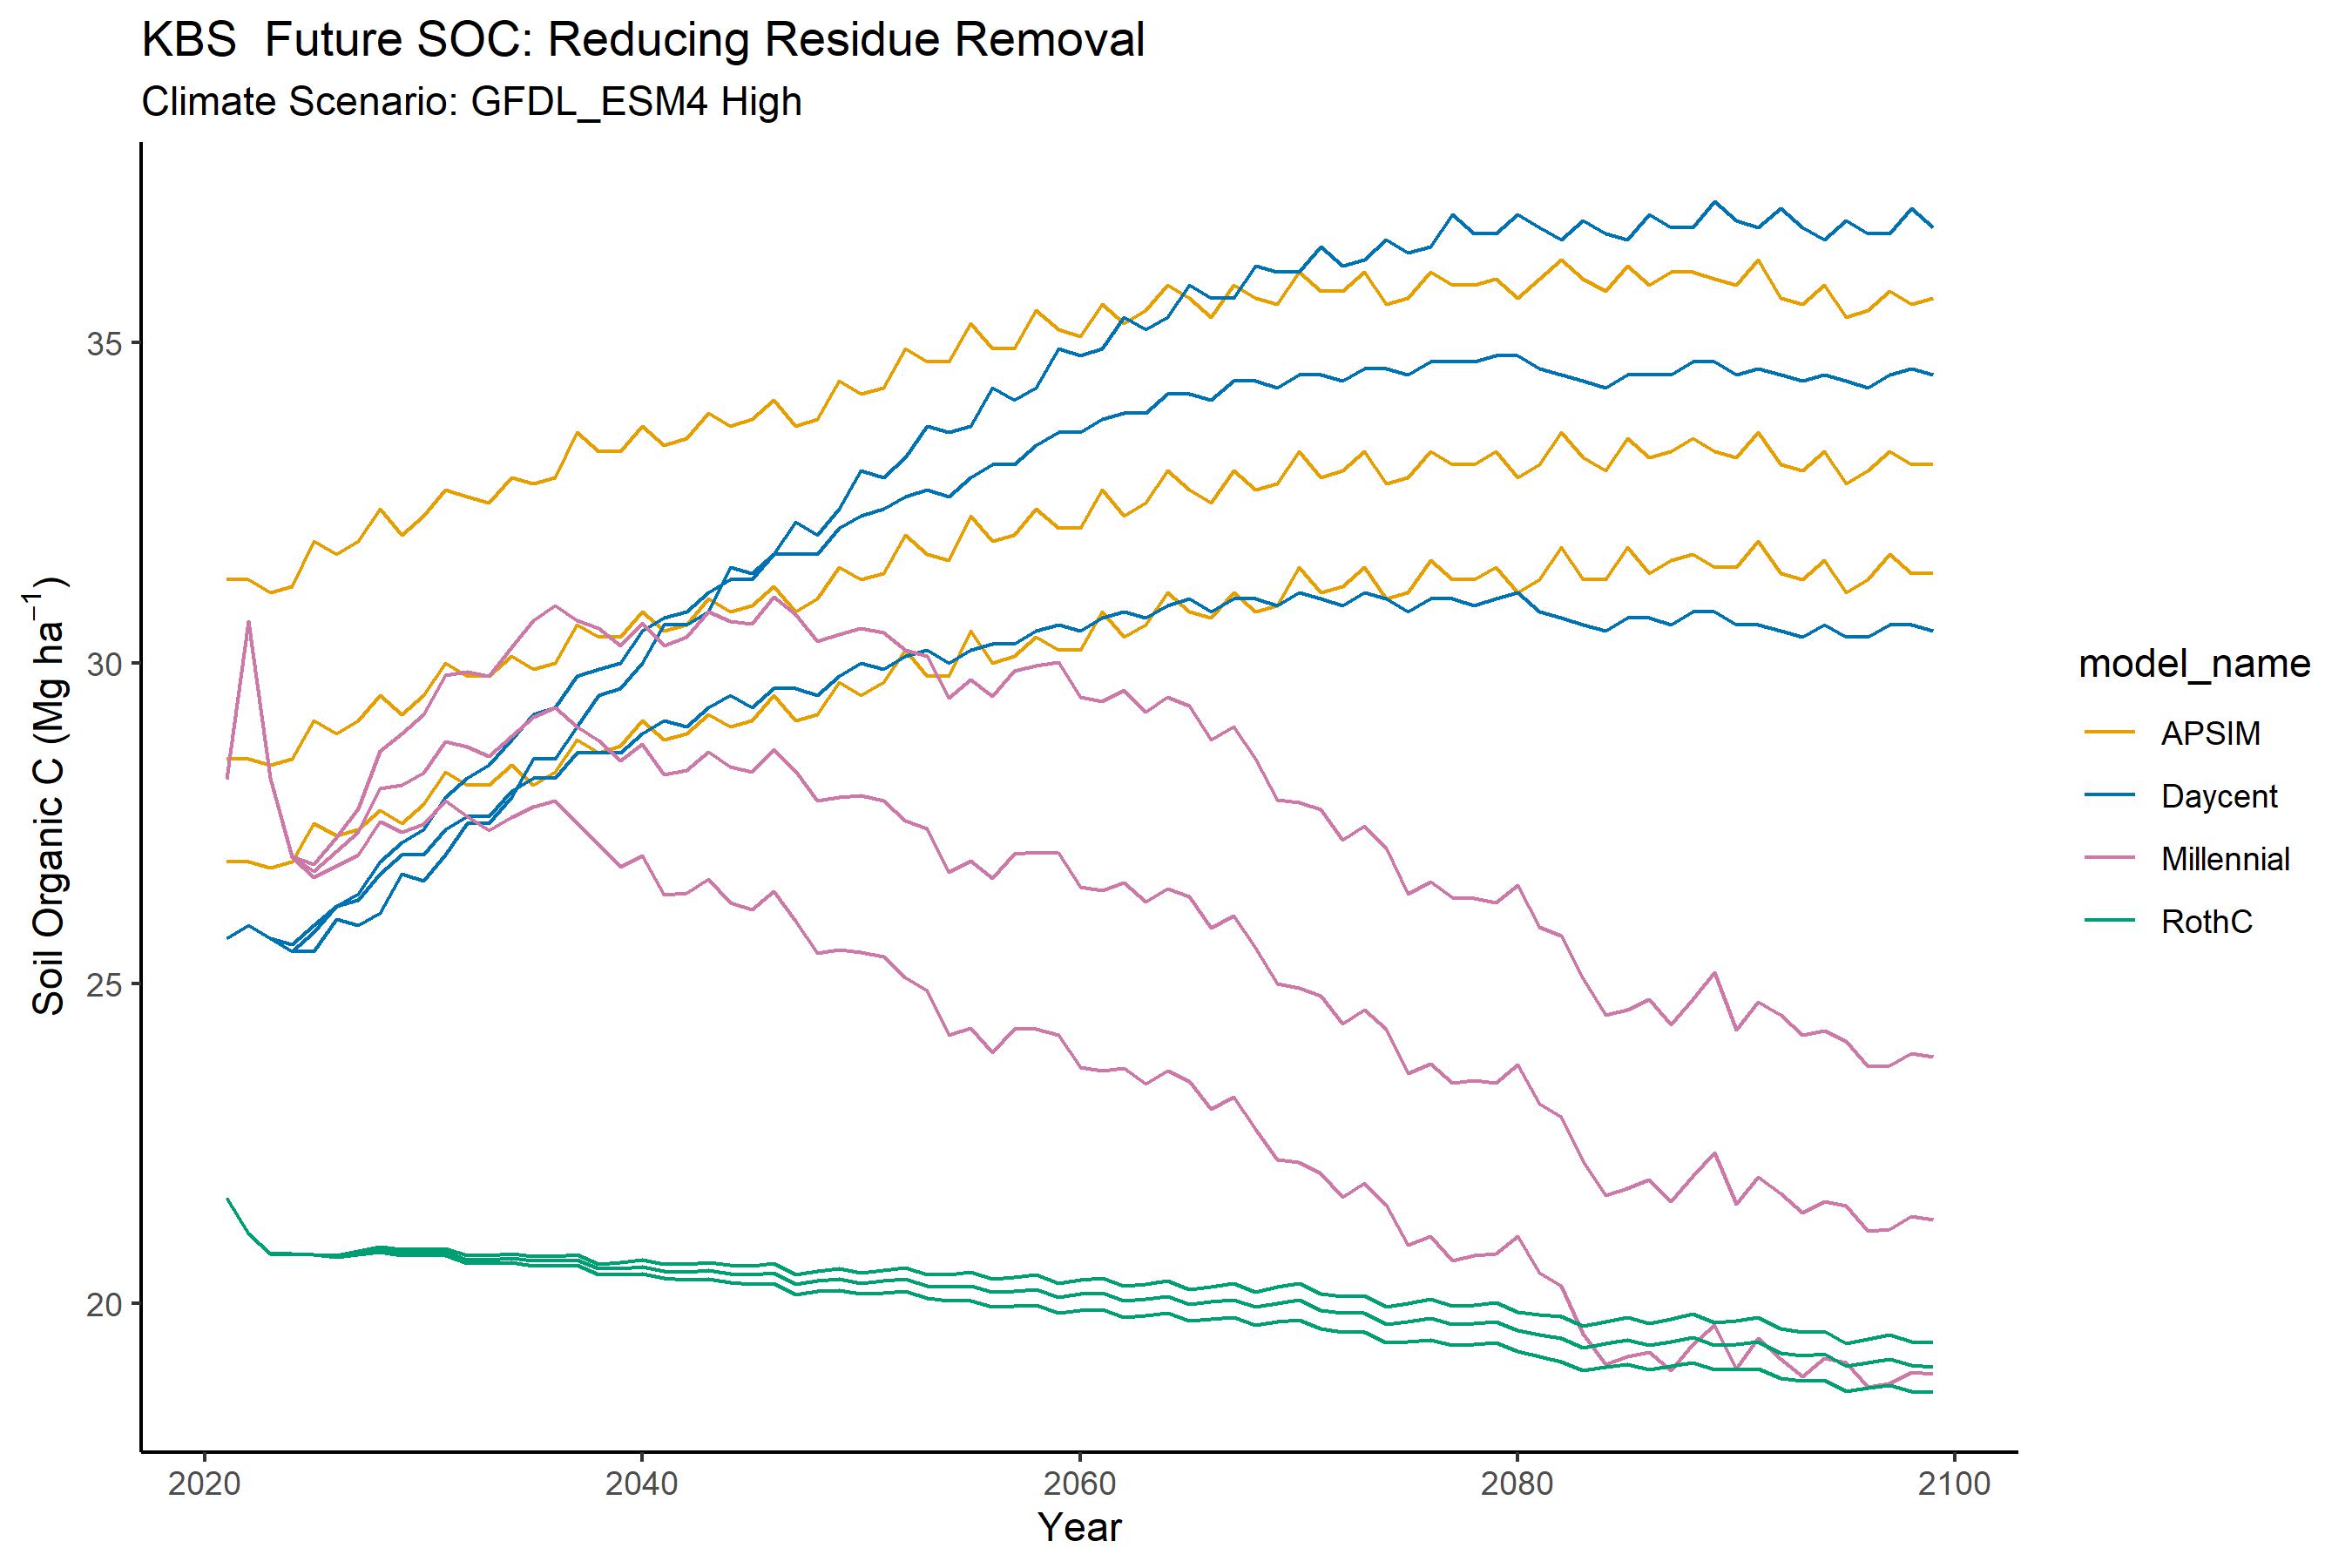 KBS  Future SOC: Reducing Residue Removal
Climate Scenario: GFDL_ESM4 High
Soil Organic C (Mg ha⁻¹)
35
30
25
20
2020
2040
2060
2080
2100
Year
model_name
APSIM
Daycent
Millennial
RothC